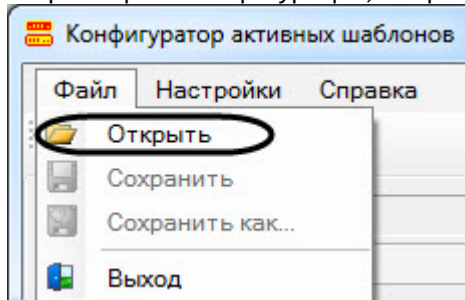 Конфигуратор активных шаблонов
Файл Настройки Справка
Открыть
Сохранить
Сохранить как...
Выход